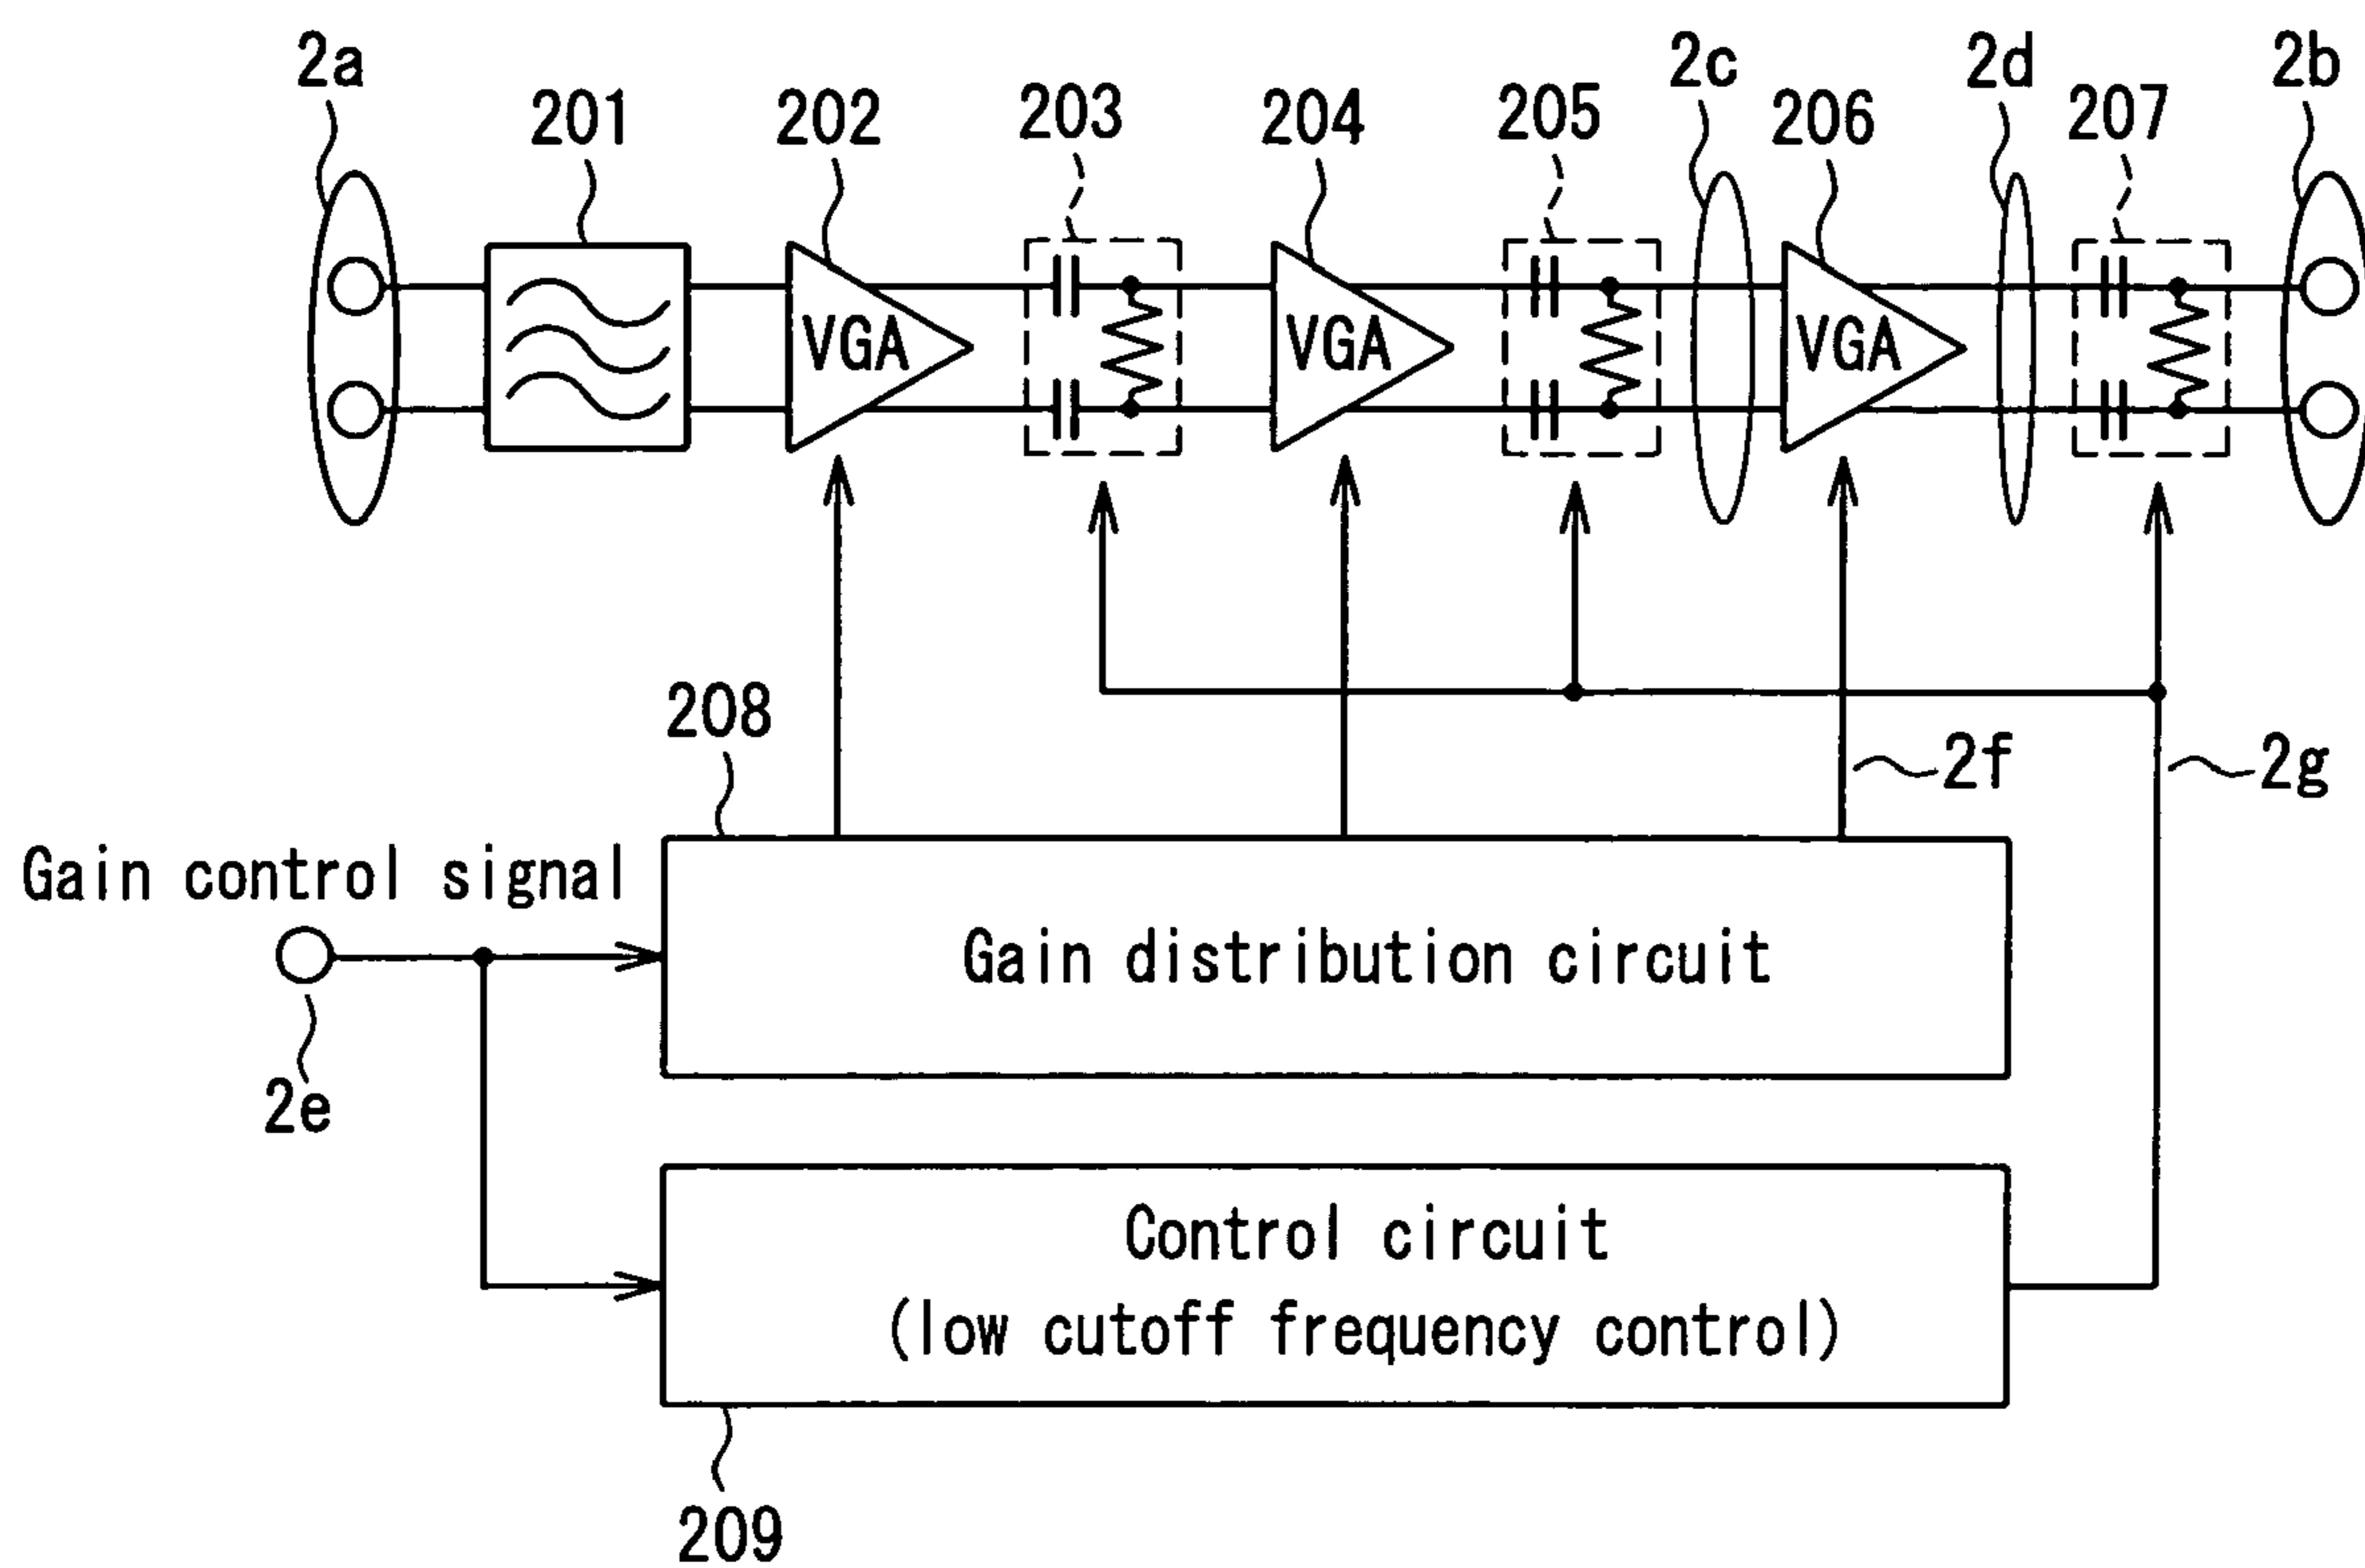 2a
201
202
203
204
205
2c
206
2d
207
2b
VGA
VGA
VGA
208
2f
2g
Gain control signal
Gain distribution circuit
2e
Control circuit
(low cutoff frequency control)
209